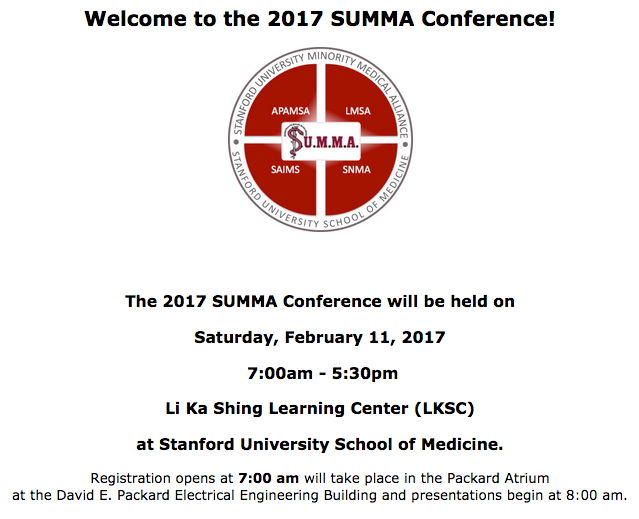 Welcome to the 2017 SUMMA Conference!
STANFORD UNIVERSITY MINORITY MEDICAL ALLIANCE
APAMSA LMSA
S U.M.M.A.
SAIMS SNMA
STANFORD UNIVERSITY SCHOOL OF MEDICINE
The 2017 SUMMA Conference will be held on
Saturday, February 11, 2017
7:00am - 5:30pm
Li Ka Shing Learning Center (LKSC)
at Stanford University School of Medicine.
Registration opens at 7:00 am will take place in the Packard Atrium
at the David E. Packard Electrical Engineering Building and presentations begin at 8:00 am.